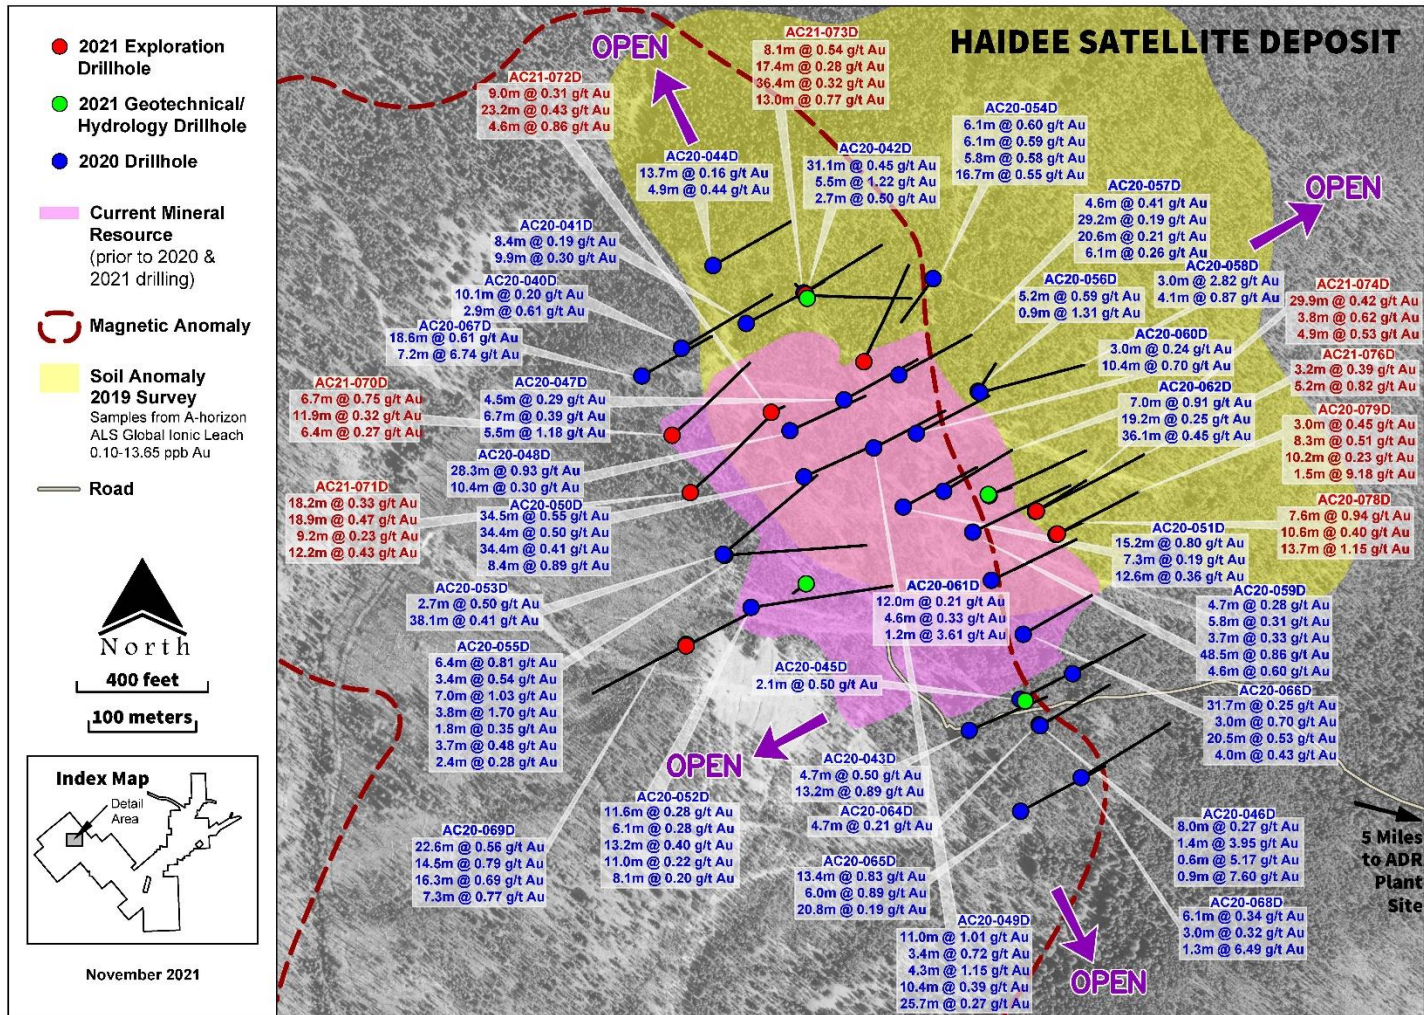 2021 Exploration
Drillhole
2021 Geotechnical/
Hydrology Drillhole
2020 Drillhole
Current Mineral
Resource
(prior to 2020 &
2021 drilling)
Magnetic Anomaly
Soil Anomaly
2019 Survey
Samples from A-horizon
ALS Global Ionic Leach
0.10-13.65 ppb Au
Road
North
400 feet
100 meters
Index Map
Detail
Area
November 2021
HAIDEE SATELLITE DEPOSIT
OPEN
AC21-073D
8.1m @ 0.54 g/t Au
17.4m @ 0.28 g/t Au
36.4m @ 0.32 g/t Au
13.0m @ 0.77 g/t Au
AC21-072D
9.0m @ 0.31 g/t Au
23.2m @ 0.43 g/t Au
4.6m @ 0.86 g/t Au
AC20-054D
6.1m @ 0.60 g/t Au
6.1m @ 0.59 g/t Au
5.8m @ 0.58 g/t Au
16.7m @ 0.55 g/t Au
AC20-044D
13.7m @ 0.16 g/t Au
4.9m @ 0.44 g/t Au
AC20-042D
31.1m @ 0.45 g/t Au
5.5m @ 1.22 g/t Au
2.7m @ 0.50 g/t Au
AC20-057D
4.6m @ 0.41 g/t Au
29.2m @ 0.19 g/t Au
20.6m @ 0.21 g/t Au
6.1m @ 0.26 g/t Au
OPEN
AC20-041D
8.4m @ 0.19 g/t Au
9.9m @ 0.30 g/t Au
AC20-040D
10.1m @ 0.20 g/t Au
2.9m @ 0.61 g/t Au
AC20-056D
5.2m @ 0.59 g/t Au
0.9m @ 1.31 g/t Au
AC20-058D
3.0m @ 2.82 g/t Au
4.1m @ 0.87 g/t Au
AC21-074D
29.9m @ 0.42 g/t Au
3.8m @ 0.62 g/t Au
4.9m @ 0.53 g/t Au
AC20-067D
18.6m @ 0.61 g/t Au
7.2m @ 6.74 g/t Au
AC20-060D
3.0m @ 0.24 g/t Au
10.4m @ 0.70 g/t Au
AC21-076D
3.2m @ 0.39 g/t Au
5.2m @ 0.82 g/t Au
AC21-070D
6.7m @ 0.75 g/t Au
11.9m @ 0.32 g/t Au
6.4m @ 0.27 g/t Au
AC20-047D
4.5m @ 0.29 g/t Au
6.7m @ 0.39 g/t Au
5.5m @ 1.18 g/t Au
AC20-062D
7.0m @ 0.91 g/t Au
19.2m @ 0.25 g/t Au
36.1m @ 0.45 g/t Au
AC20-079D
3.0m @ 0.45 g/t Au
8.3m @ 0.51 g/t Au
10.2m @ 0.23 g/t Au
1.5m @ 9.18 g/t Au
AC20-048D
28.3m @ 0.93 g/t Au
10.4m @ 0.30 g/t Au
AC21-071D
18.2m @ 0.33 g/t Au
18.9m @ 0.47 g/t Au
9.2m @ 0.23 g/t Au
12.2m @ 0.43 g/t Au
AC20-050D
34.5m @ 0.55 g/t Au
34.4m @ 0.50 g/t Au
34.4m @ 0.41 g/t Au
8.4m @ 0.89 g/t Au
AC20-078D
7.6m @ 0.94 g/t Au
10.6m @ 0.40 g/t Au
13.7m @ 1.15 g/t Au
AC20-051D
15.2m @ 0.80 g/t Au
7.3m @ 0.19 g/t Au
12.6m @ 0.36 g/t Au
AC20-053D
2.7m @ 0.50 g/t Au
38.1m @ 0.41 g/t Au
AC20-061D
12.0m @ 0.21 g/t Au
4.6m @ 0.33 g/t Au
1.2m @ 3.61 g/t Au
AC20-059D
4.7m @ 0.28 g/t Au
5.8m @ 0.31 g/t Au
3.7m @ 0.33 g/t Au
48.5m @ 0.86 g/t Au
4.6m @ 0.60 g/t Au
AC20-055D
6.4m @ 0.81 g/t Au
3.4m @ 0.54 g/t Au
7.0m @ 1.03 g/t Au
3.8m @ 1.70 g/t Au
1.8m @ 0.35 g/t Au
3.7m @ 0.48 g/t Au
2.4m @ 0.28 g/t Au
AC20-045D
2.1m @ 0.50 g/t Au
AC20-066D
31.7m @ 0.25 g/t Au
3.0m @ 0.70 g/t Au
20.5m @ 0.53 g/t Au
4.0m @ 0.43 g/t Au
OPEN
AC20-043D
4.7m @ 0.50 g/t Au
13.2m @ 0.89 g/t Au
AC20-052D
11.6m @ 0.28 g/t Au
6.1m @ 0.28 g/t Au
13.2m @ 0.40 g/t Au
11.0m @ 0.22 g/t Au
8.1m @ 0.20 g/t Au
AC20-064D
4.7m @ 0.21 g/t Au
AC20-046D
8.0m @ 0.27 g/t Au
1.4m @ 3.95 g/t Au
0.6m @ 5.17 g/t Au
0.9m @ 7.60 g/t Au
AC20-069D
22.6m @ 0.56 g/t Au
14.5m @ 0.79 g/t Au
16.3m @ 0.69 g/t Au
7.3m @ 0.77 g/t Au
5 Miles
to ADR
Plant
Site
AC20-065D
13.4m @ 0.83 g/t Au
6.0m @ 0.89 g/t Au
20.8m @ 0.19 g/t Au
AC20-068D
6.1m @ 0.34 g/t Au
3.0m @ 0.32 g/t Au
1.3m @ 6.49 g/t Au
AC20-049D
11.0m @ 1.01 g/t Au
3.4m @ 0.72 g/t Au
4.3m @ 1.15 g/t Au
10.4m @ 0.39 g/t Au
25.7m @ 0.27 g/t Au
OPEN